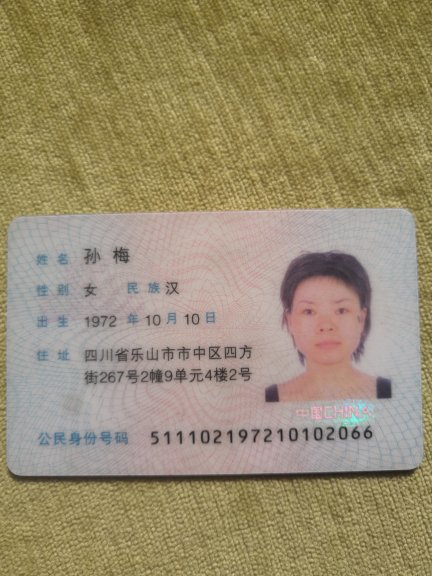 姓名 孙梅
性别 女 民族 汉
出生 1972 年 10 月 10 日
住址 四川省乐山市市中区四方
街267号2幢9单元4楼2号
中国CHINA
公民身份号码 511102197210102066